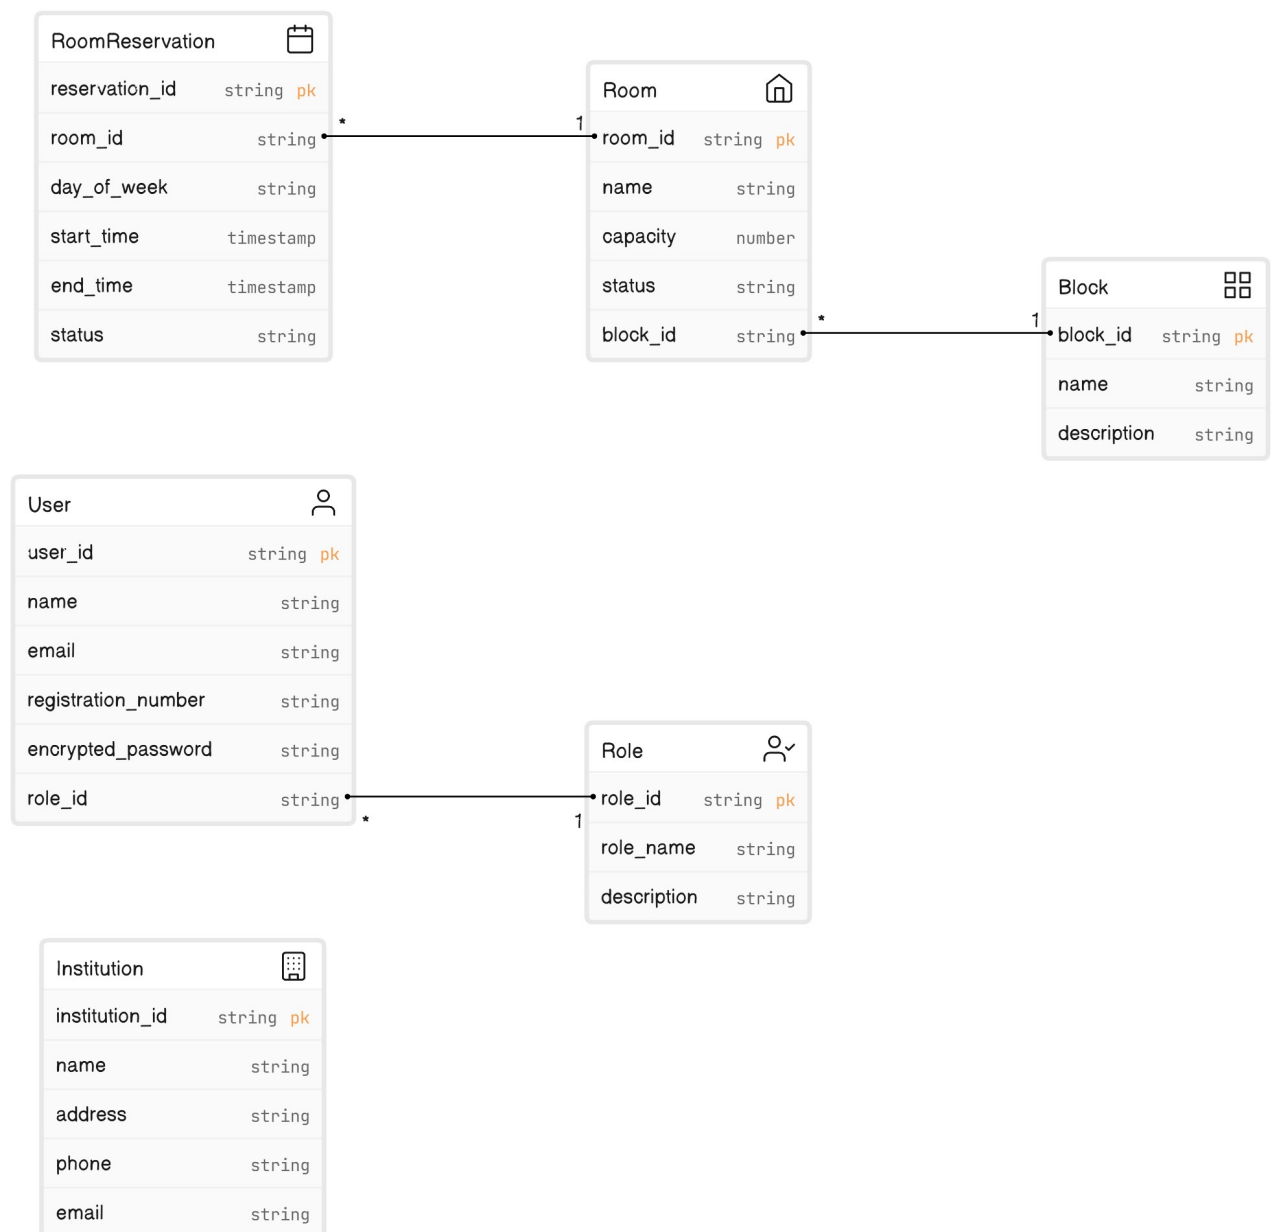 RoomReservation
reservation_id string pk
room_id string
day_of_week string
start_time timestamp
end_time timestamp
status string
*
1
Room
room_id string pk
name string
capacity number
status string
block_id string
*
1
Block
block_id string pk
name string
description string
User
user_id string pk
name string
email string
registration_number string
encrypted_password string
role_id string
*
1
Role
role_id string pk
role_name string
description string
Institution
institution_id string pk
name string
address string
phone string
email string